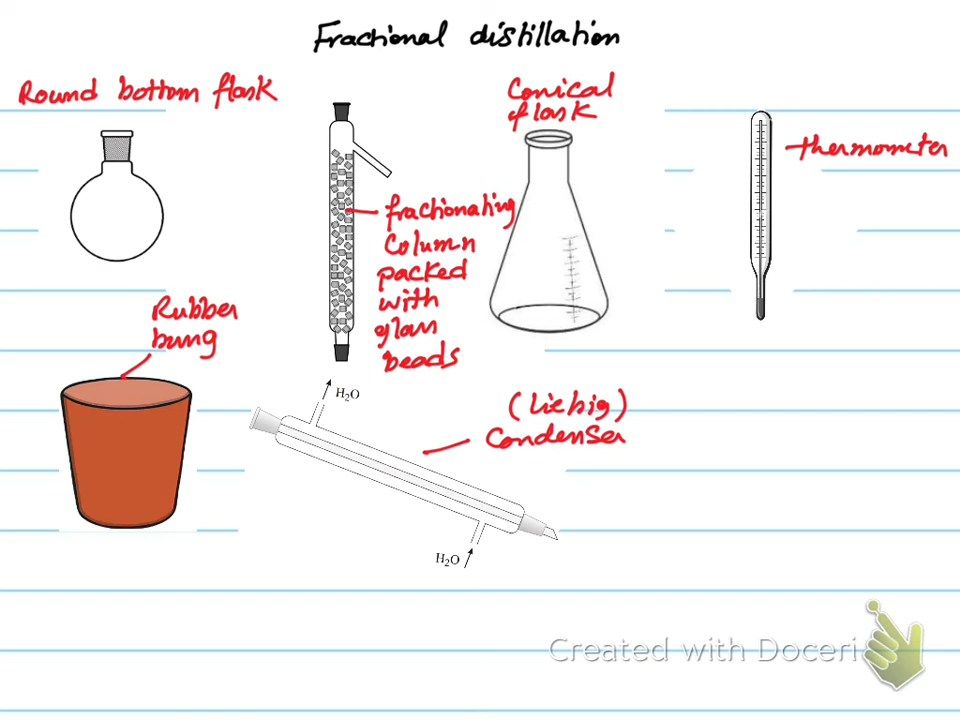 Fractional distillation
Round bottom flask
Conical
flask
thermometer
fractionating
Column
packed
with
glass
beads
Rubber
bung
H₂O
(Liebig)
Condenser
H₂O
Created with Doceri